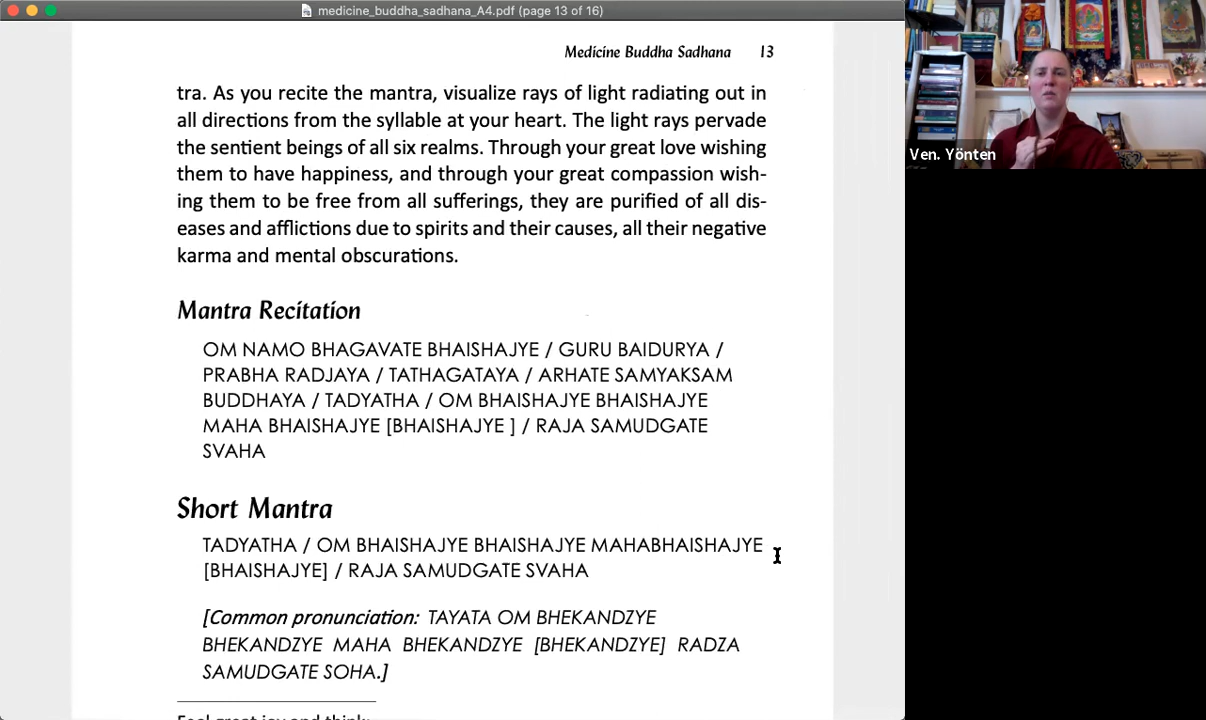 medicine_buddha_sadhana_A4.pdf (page 13 of 16)
Medicine Buddha Sadhana 13
tra. As you recite the mantra, visualize rays of light radiating out in
all directions from the syllable at your heart. The light rays pervade
the sentient beings of all six realms. Through your great love wishing
them to have happiness, and through your great compassion wish-
ing them to be free from all sufferings, they are purified of all dis-
eases and afflictions due to spirits and their causes, all their negative
karma and mental obscurations.
Mantra Recitation
OM NAMO BHAGAVATE BHAISHAJYE / GURU BAIDURYA /
PRABHA RADJAYA / TATHAGATAYA / ARHATE SAMYAKSAM
BUDDHAYA / TADYATHA / OM BHAISHAJYE BHAISHAJYE
MAHA BHAISHAJYE [BHAISHAJYE ] / RAJA SAMUDGATE
SVAHA
Short Mantra
TADYATHA / OM BHAISHAJYE BHAISHAJYE MAHABHAISHAJYE
[BHAISHAJYE] / RAJA SAMUDGATE SVAHA
[Common pronunciation: TAYATA OM BHEKANDZYE
BHEKANDZYE MAHA BHEKANDZYE [BHEKANDZYE] RADZA
SAMUDGATE SOHA.]
Feel great joy and think:
Ven. Yönten